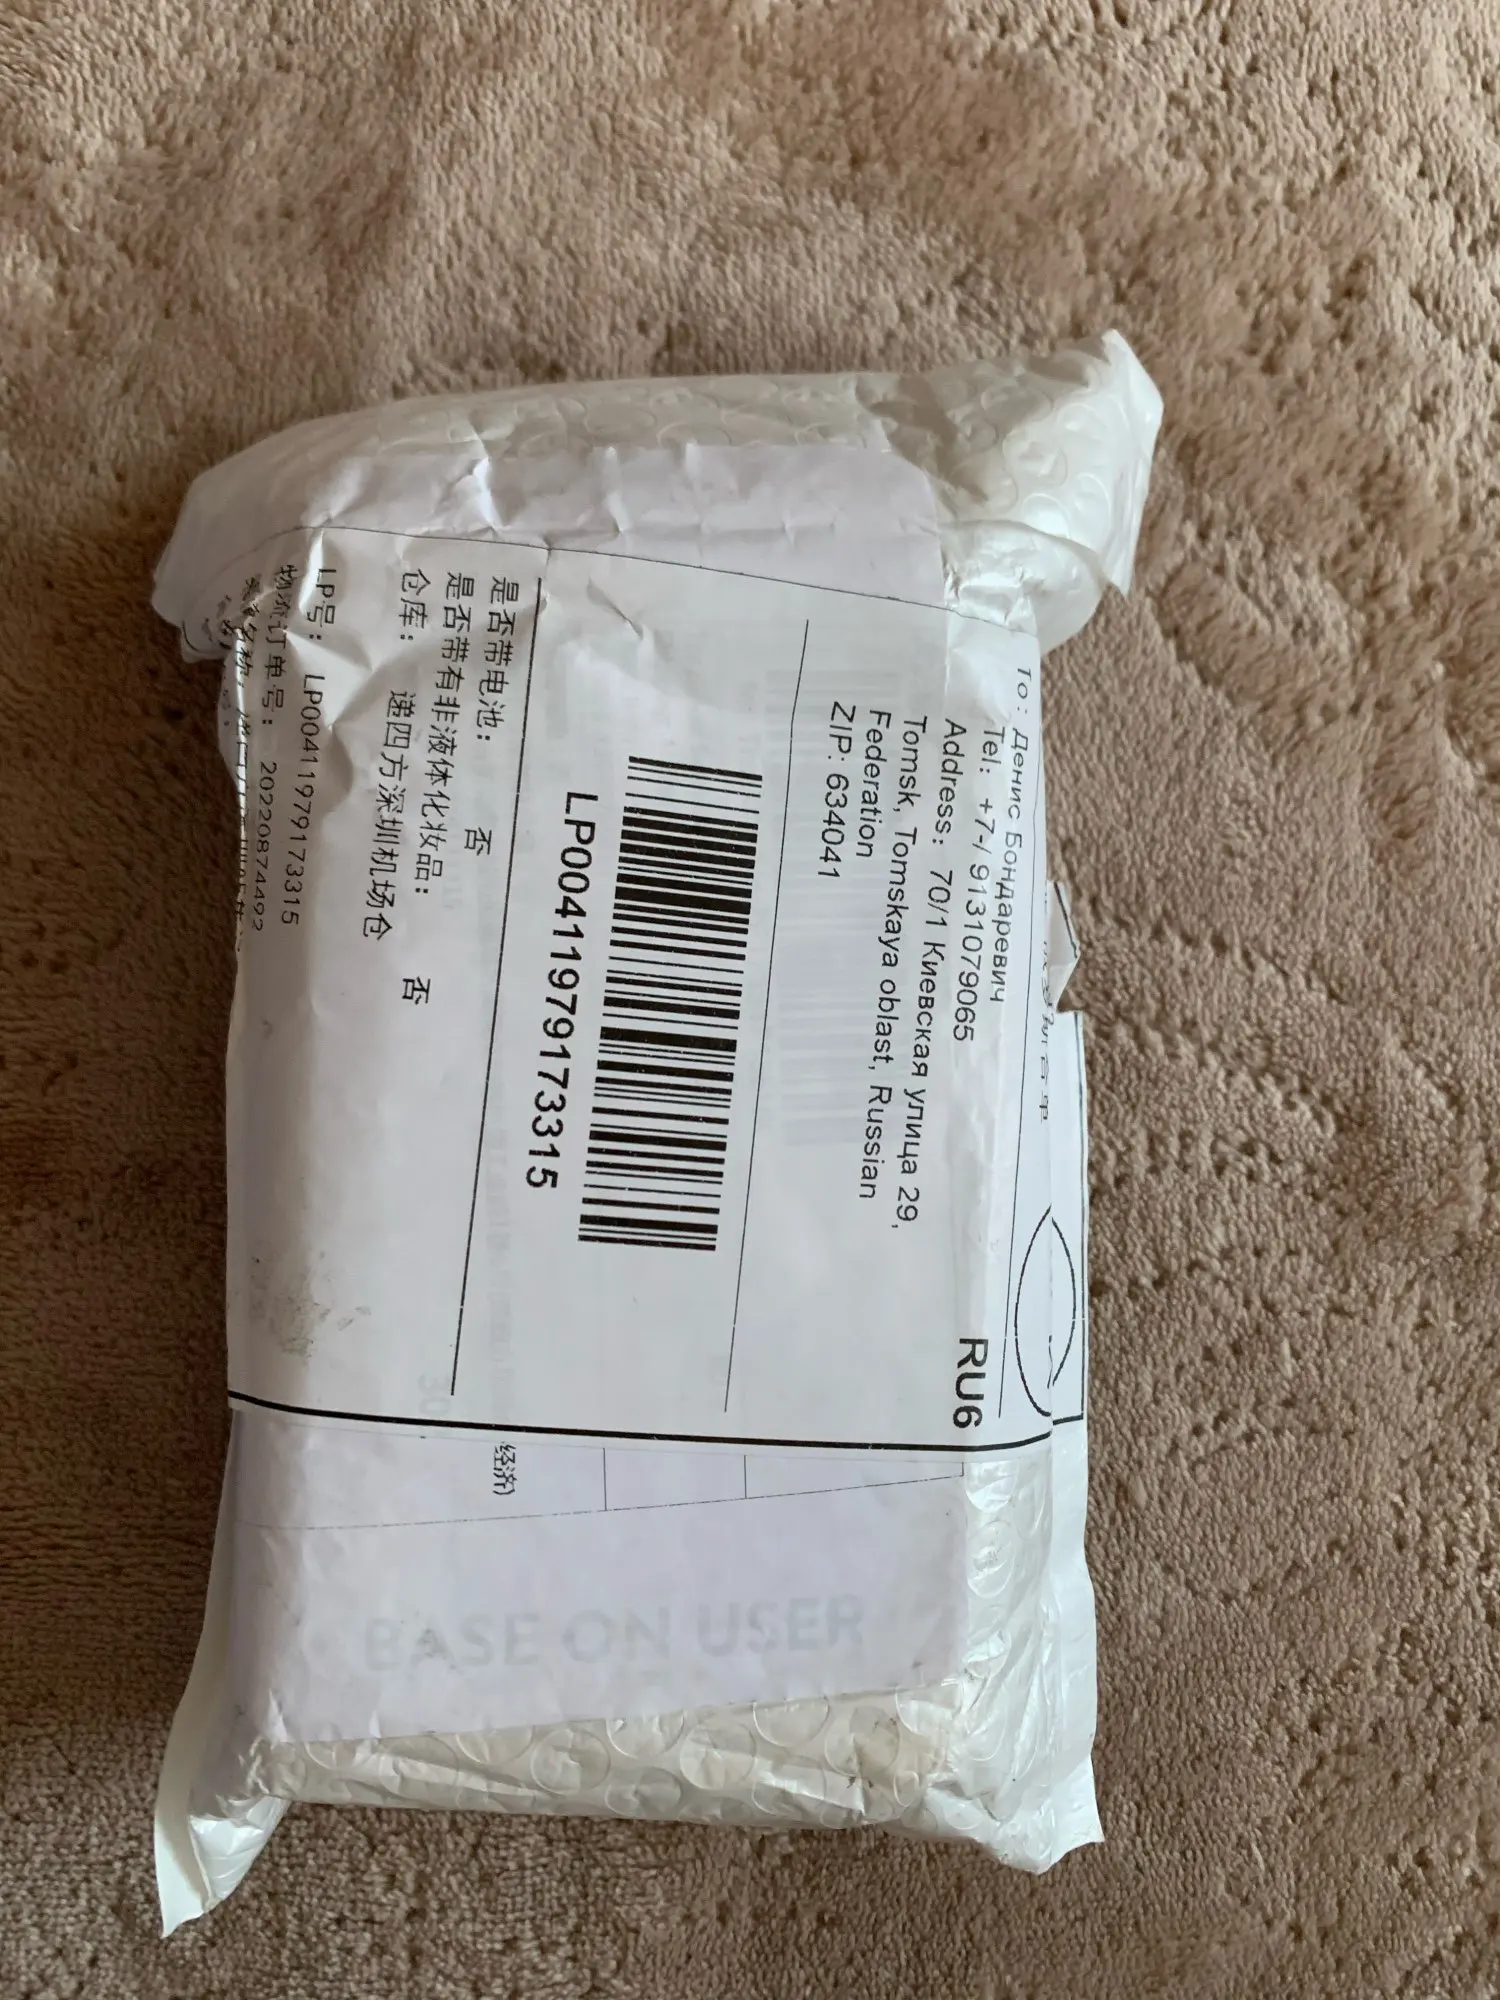 To: Денис Бондаревич
Tel: +7-/ 9131079065
Address: 70/1 Киевская улица 29,
Tomsk, Tomskaya oblast, Russian
Federation
ZIP: 634041
RU6
LP00411979173315
是否带电池: 否
是否带有非液体化妆品: 否
仓库: 递四方深圳机场仓
LP号: LP00411979173315
物流订单号: 20220874492
经济)
BASE ON USER